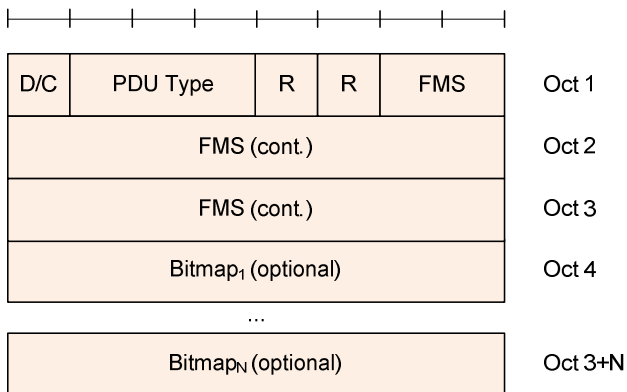 D/C PDU Type R R FMS Oct 1
FMS (cont.) Oct 2
FMS (cont.) Oct 3
Bitmap₁ (optional) Oct 4
...
Bitmap_N (optional) Oct 3+N